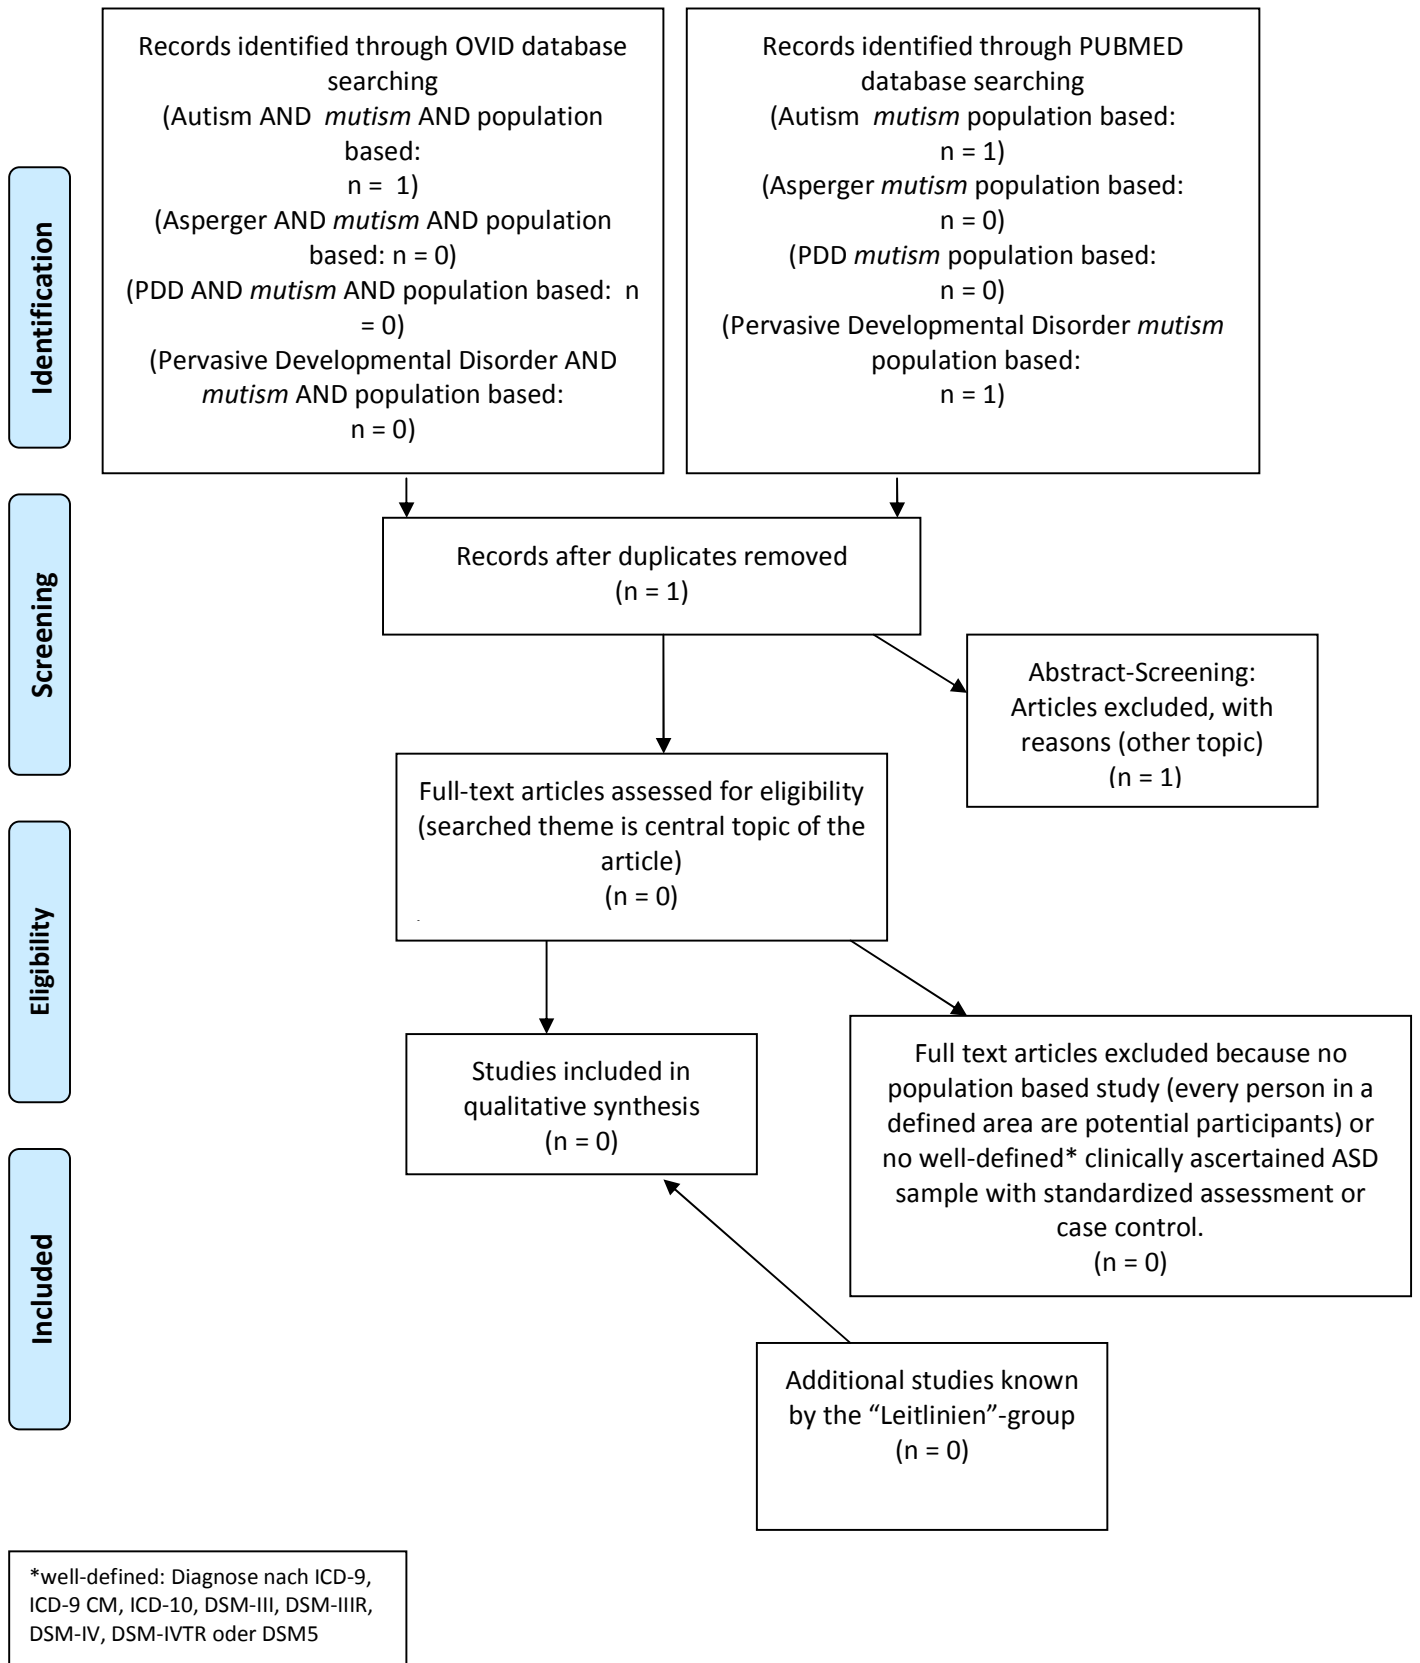 Records identified through OVID database
searching
(Autism AND mutism AND population
based:
n = 1)
(Asperger AND mutism AND population
based: n = 0)
(PDD AND mutism AND population based: n
= 0)
(Pervasive Developmental Disorder AND
mutism AND population based:
n = 0)
Records identified through PUBMED
database searching
(Autism mutism population based:
n = 1)
(Asperger mutism population based:
n = 0)
(PDD mutism population based:
n = 0)
(Pervasive Developmental Disorder mutism
population based:
n = 1)
Identification
Records after duplicates removed
(n = 1)
Screening
Abstract-Screening:
Articles excluded, with
reasons (other topic)
(n = 1)
Full-text articles assessed for eligibility
(searched theme is central topic of the
article)
(n = 0)
Eligibility
Studies included in
qualitative synthesis
(n = 0)
Full text articles excluded because no
population based study (every person in a
defined area are potential participants) or
no well-defined* clinically ascertained ASD
sample with standardized assessment or
case control.
(n = 0)
Included
Additional studies known
by the “Leitlinien”-group
(n = 0)
*well-defined: Diagnose nach ICD-9,
ICD-9 CM, ICD-10, DSM-III, DSM-IIIR,
DSM-IV, DSM-IVTR oder DSM5